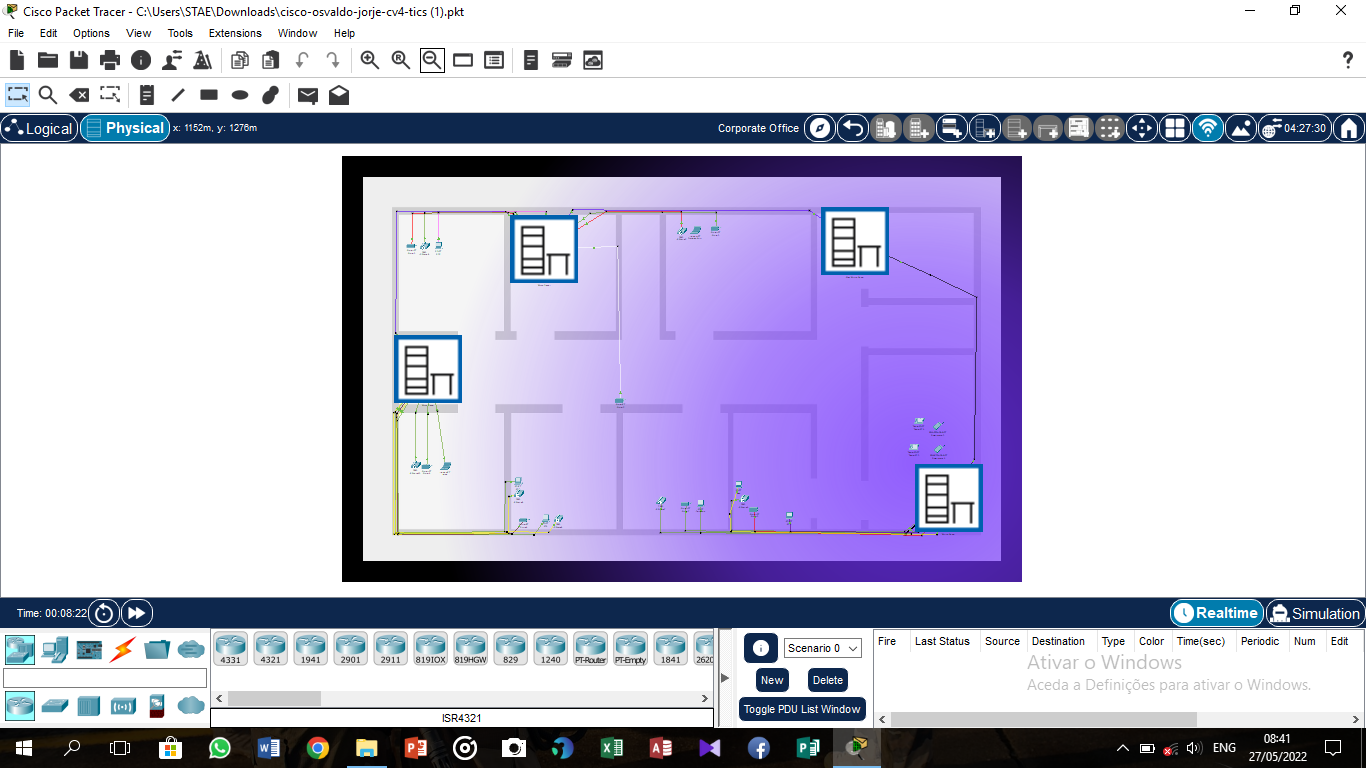 Cisco Packet Tracer - C:\Users\STAE\Downloads\cisco-osvaldo-jorje-cv4-tics (1).pkt
File Edit Options View Tools Extensions Window Help
?
Logical Physical x: 1152m, y: 1276m Corporate Office 04:27:30
Time: 00:08:22 Realtime Simulation
4331 4321 1941 2901 2911 819IOX 819HGW 829 1240 PT-Router PT-Empty 1841 2620
ISR4321
Scenario 0
New Delete
Toggle PDU List Window
Fire Last Status Source Destination Type Color Time(sec) Periodic Num Edit
Ativar o Windows
Aceda a Definições para ativar o Windows.
ENG
08:41
27/05/2022